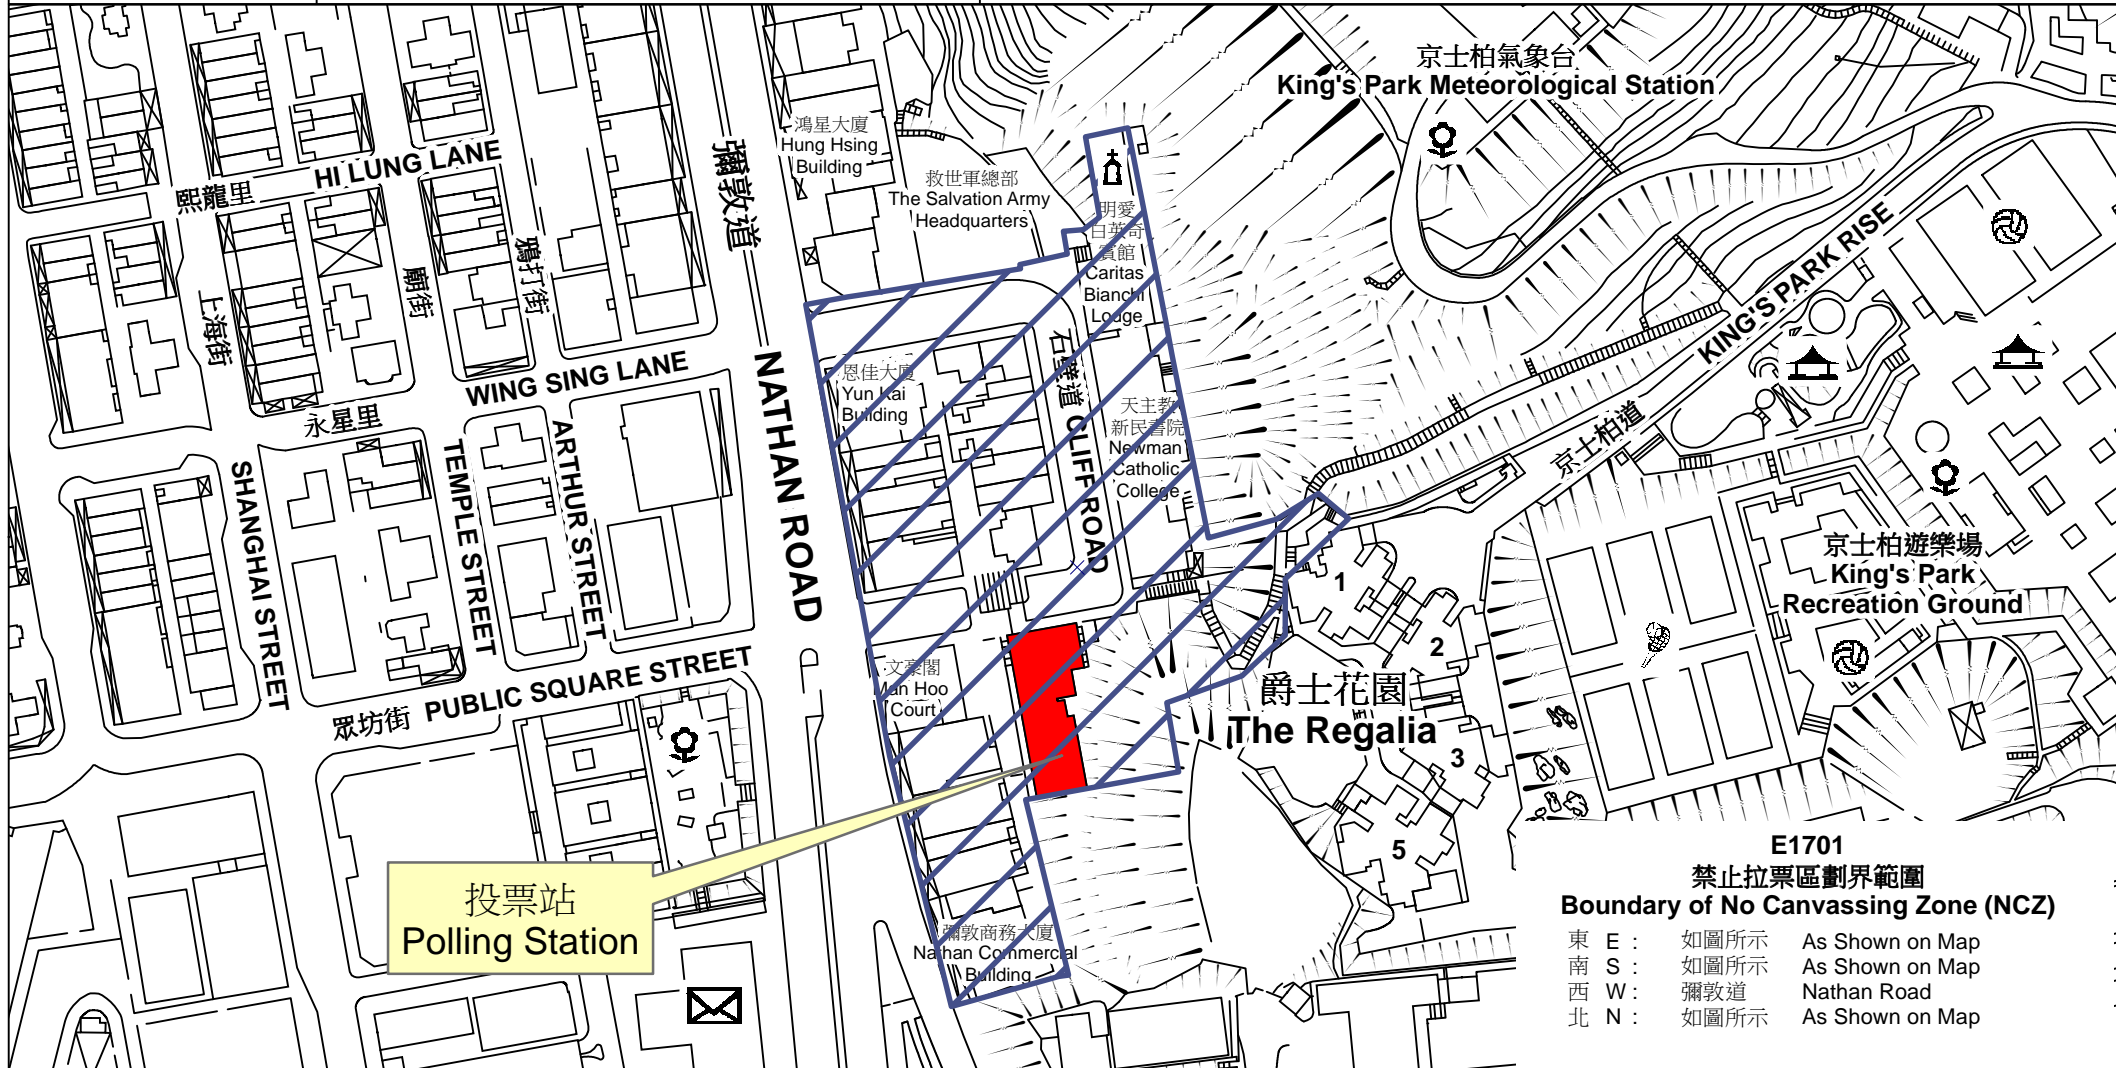 京士柏氣象台
King's Park Meteorological Station
鴻星大廈
Hung Hsing
Building
彌敦道
HI LUNG LANE
熙龍里
救世軍總部
The Salvation Army
Headquarters
明愛
白英奇
賓館
Caritas
Bianchi
Lodge
鴉打街
廟街
上海街
KING'S PARK RISE
京士柏道
石壁道 CLIFF ROAD
NATHAN ROAD
WING SING LANE
永星里
恩佳大廈
Yun Kai
Building
天主教
新民書院
Newman
Catholic
College
SHANGHAI STREET
TEMPLE STREET
ARTHUR STREET
京士柏遊樂場
King's Park
Recreation Ground
1
2
3
5
爵士花園
The Regalia
文豪閣
Man Hoo
Court
眾坊街 PUBLIC SQUARE STREET
投票站
Polling Station
彌敦商務大廈
Nathan Commercial
Building
E1701
禁止拉票區劃界範圍
Boundary of No Canvassing Zone (NCZ)
東 E : 如圖所示 As Shown on Map
南 S : 如圖所示 As Shown on Map
西 W : 彌敦道 Nathan Road
北 N : 如圖所示 As Shown on Map